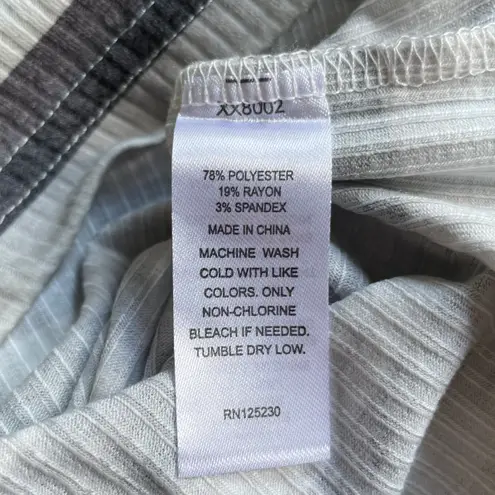 XX8002
78% POLYESTER
19% RAYON
3% SPANDEX
MADE IN CHINA
MACHINE WASH
COLD WITH LIKE
COLORS. ONLY
NON-CHLORINE
BLEACH IF NEEDED.
TUMBLE DRY LOW.
RN125230